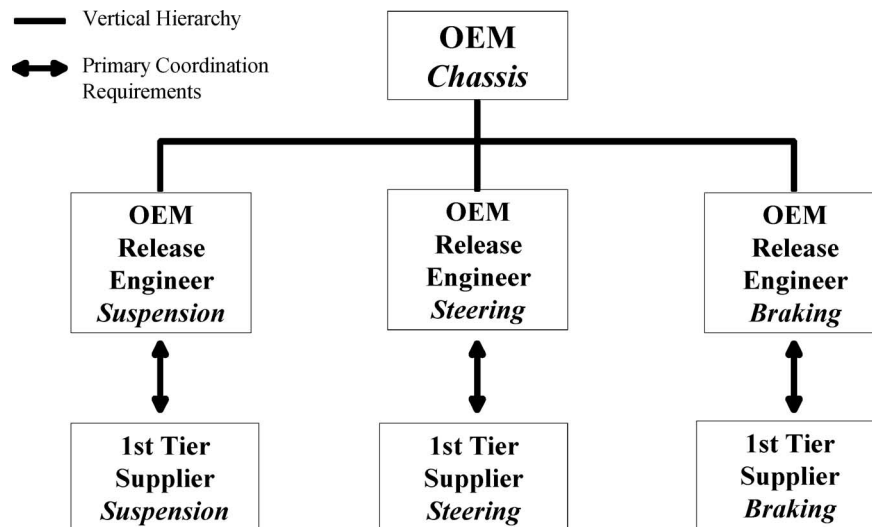 Vertical Hierarchy
Primary Coordination
Requirements
OEM
Chassis
OEM
Release
Engineer
Suspension
OEM
Release
Engineer
Steering
OEM
Release
Engineer
Braking
1st Tier
Supplier
Suspension
1st Tier
Supplier
Steering
1st Tier
Supplier
Braking